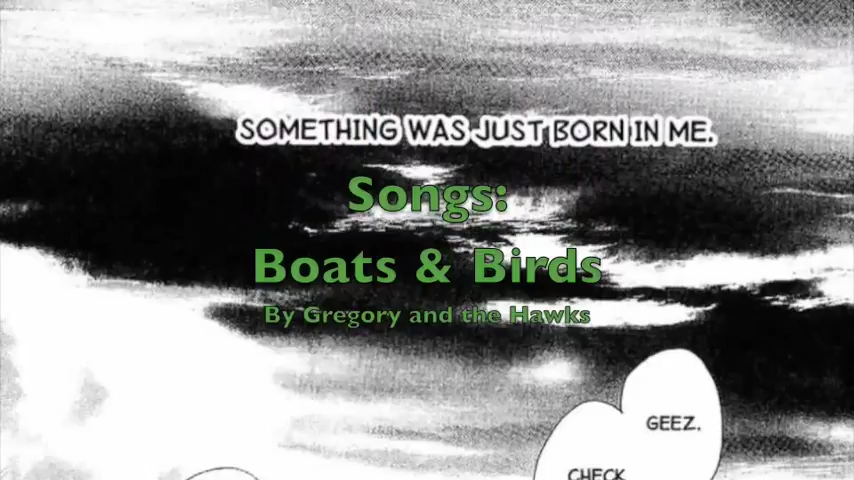 SOMETHING WAS JUST BORN IN ME.
Songs:
Boats & Birds
By Gregory and the Hawks
GEEZ.
CHECK